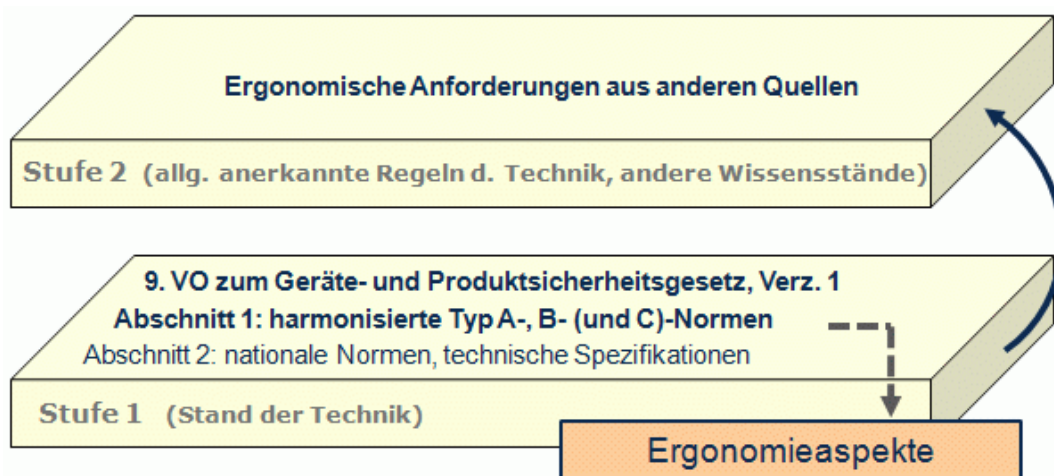 Ergonomische Anforderungen aus anderen Quellen
Stufe 2 (allg. anerkannte Regeln d. Technik, andere Wissensstände)
9. VO zum Geräte- und Produktsicherheitsgesetz, Verz. 1
Abschnitt 1: harmonisierte Typ A-, B- (und C)-Normen
Abschnitt 2: nationale Normen, technische Spezifikationen
Stufe 1 (Stand der Technik)
Ergonomieaspekte